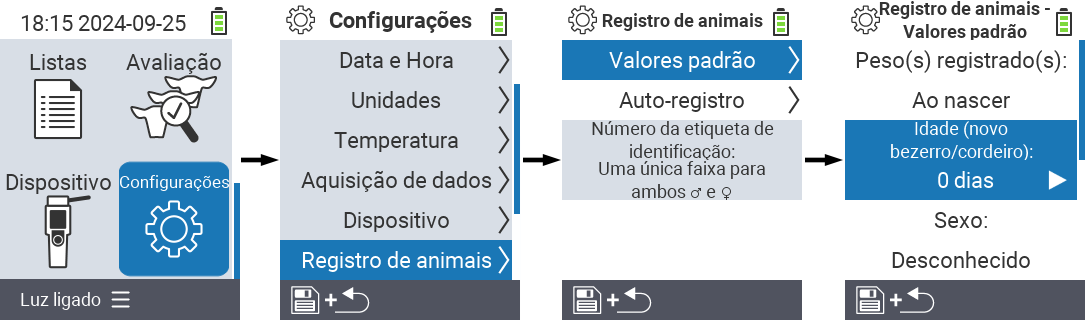 18:15 2024-09-25
Listas
Avaliação
Dispositivo
Configurações
Luz ligado
Configurações
Data e Hora
Unidades
Temperatura
Aquisição de dados
Dispositivo
Registro de animais
+
Registro de animais
Valores padrão
Auto-registro
Número da etiqueta de
identificação:
Uma única faixa para
ambos ♂ e ♀
+
Registro de animais -
Valores padrão
Peso(s) registrado(s):
Ao nascer
Idade (novo
bezerro/cordeiro):
0 dias
Sexo:
Desconhecido
+